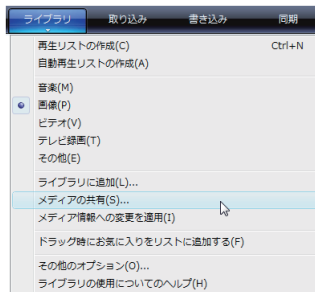 ライブラリ 取り込み 書き込み 同期
再生リストの作成(C) Ctrl+N
自動再生リストの作成(A)
音楽(M)
画像(P)
ビデオ(V)
テレビ録画(T)
その他(E)
ライブラリに追加(L)...
メディアの共有(S)...
メディア情報への変更を適用(I)
ドラッグ時にお気に入りをリストに追加する(F)
その他のオプション(O)...
ライブラリの使用についてのヘルプ(H)